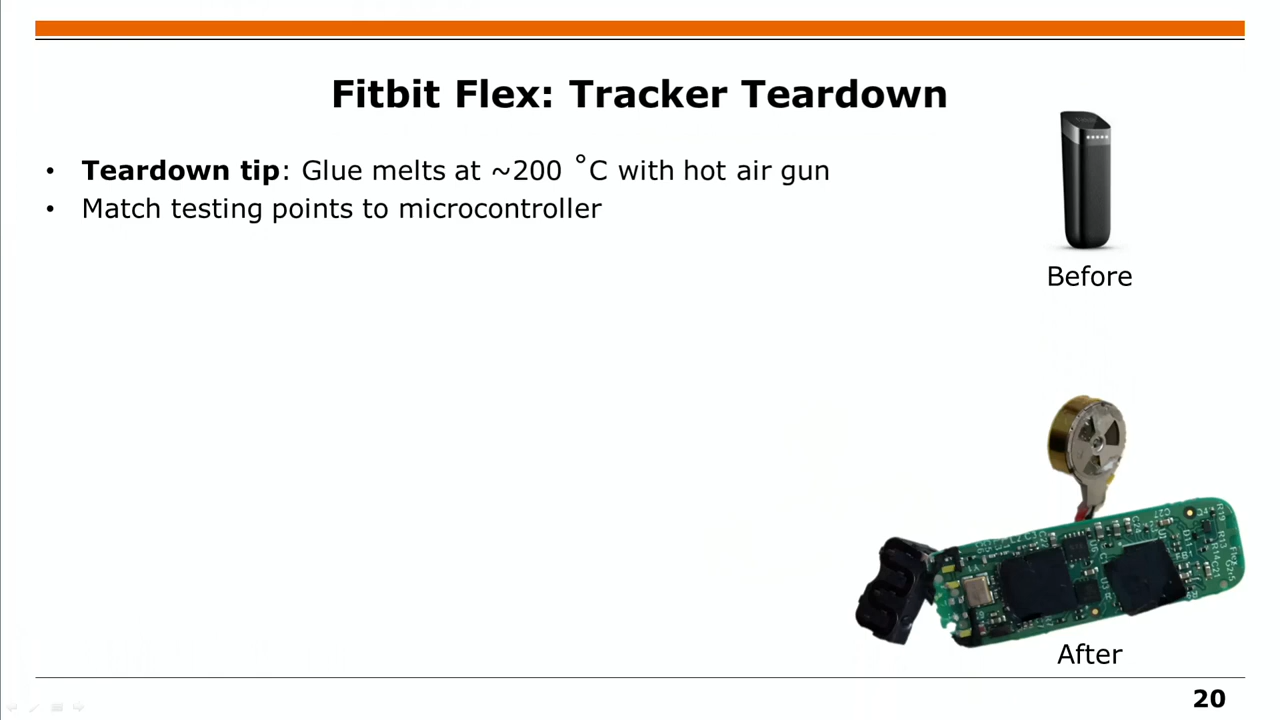 Fitbit Flex: Tracker Teardown
• Teardown tip: Glue melts at ~200 ˚C with hot air gun
• Match testing points to microcontroller
Before
After
20